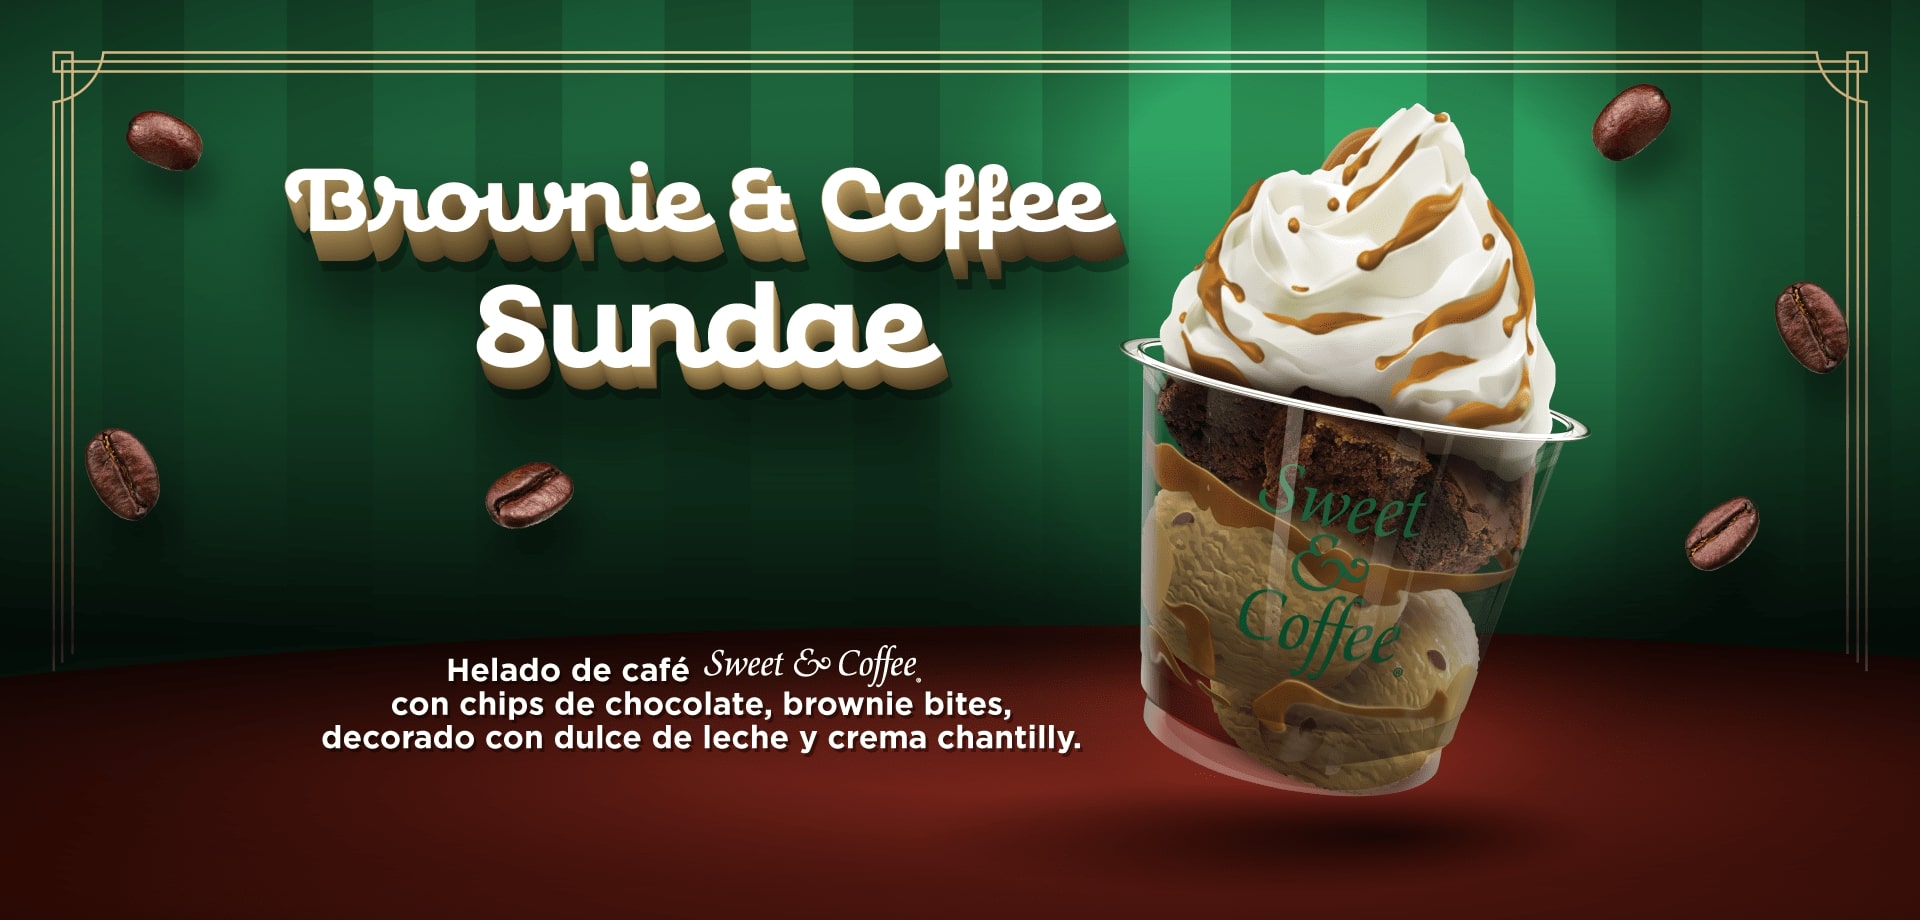 Brownie & Coffee
Sundae
Helado de café Sweet & Coffee®
con chips de chocolate, brownie bites,
decorado con dulce de leche y crema chantilly.
Sweet
&
Coffee®